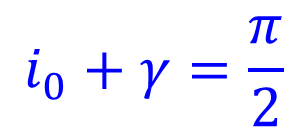 i₀ + γ = π/2